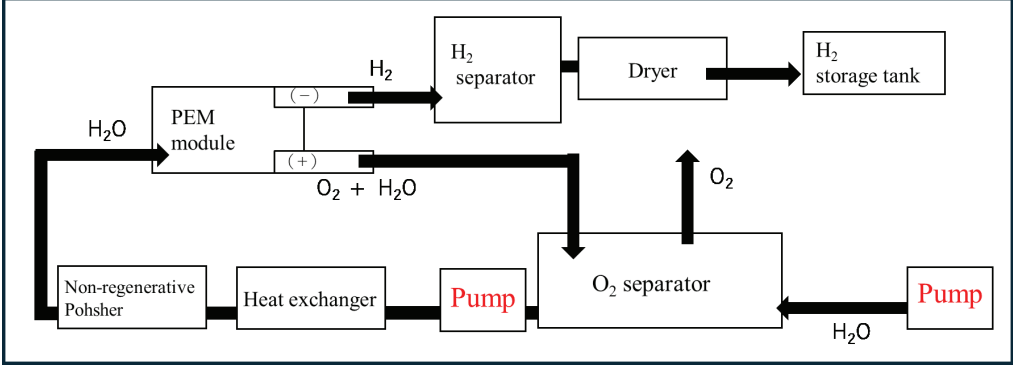 H₂
separator
Dryer
H₂
storage tank
H₂
(−)
PEM
module
H₂O
(+)
O₂ + H₂O
O₂
Non-regenerative
Pohsher
Heat exchanger
Pump
O₂ separator
Pump
H₂O